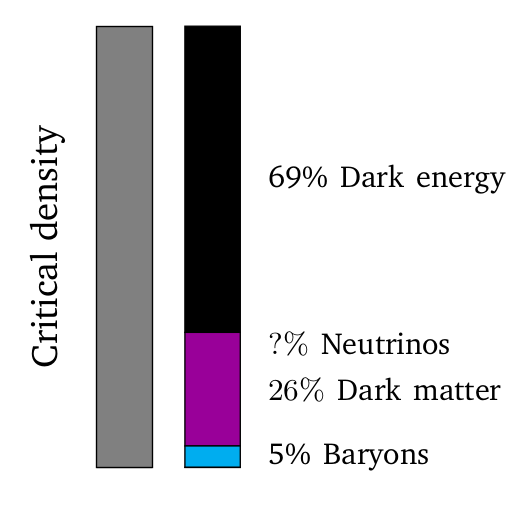 Critical density
69% Dark energy
?% Neutrinos
26% Dark matter
5% Baryons